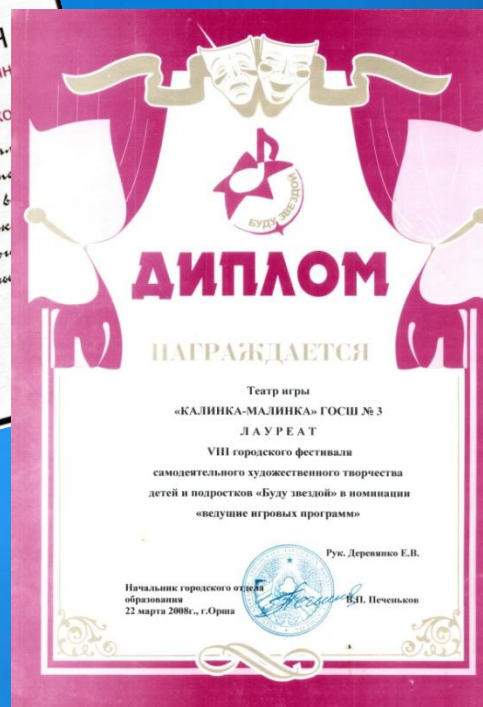 БУДУ ЗВЕЗДОЙ
ДИПЛОМ
НАГРАЖДАЕТСЯ
Театр игры
«КАЛИНКА-МАЛИНКА» ГОСШ № 3
Л А У Р Е А Т
VIII городского фестиваля
самодеятельного художественного творчества
детей и подростков «Буду звездой» в номинации
«ведущие игровых программ»
Рук. Деревянко Е.В.
Начальник городского отдела
образования
В.П. Печеньков
22 марта 2008г., г.Орша